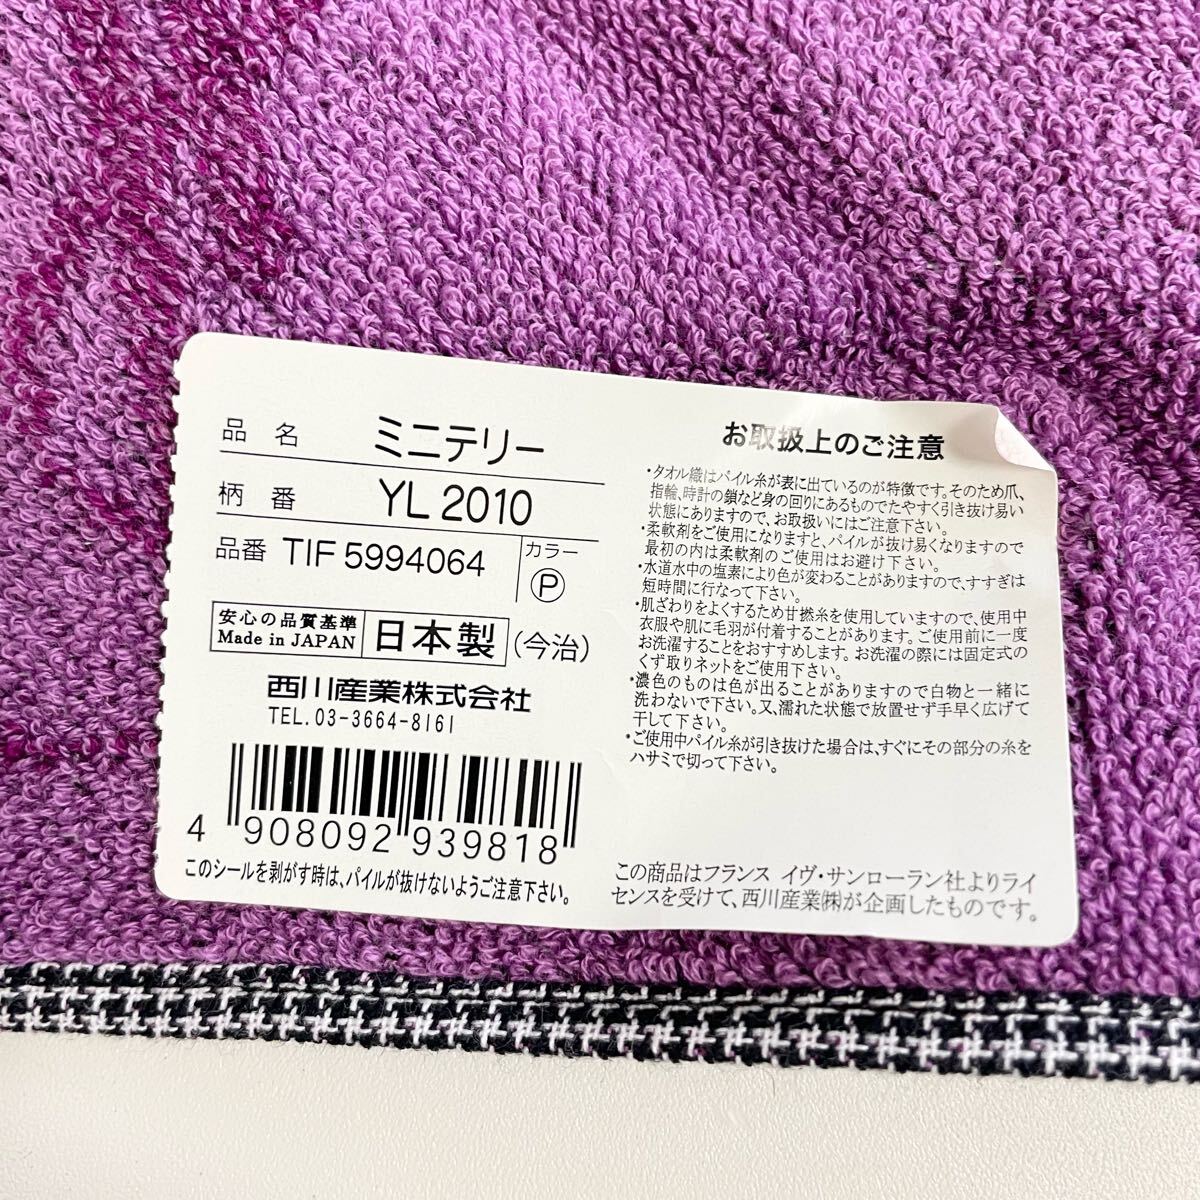 品名 ミニテリー
柄番 YL 2010
品番 TIF 5994064
カラー
P
安心の品質基準
Made in JAPAN
日本製
(今治)
西川産業株式会社
TEL. 03-3664-8161
4 908092 939818
このシールを剥がす時は、パイルが抜けないようご注意下さい。
お取扱上のご注意
・タオル織はパイル糸が表に出ているのが特徴です。そのため爪、
指輪、時計の鎖など身の回りにあるものでたやすく引き抜け易い
状態にありますので、お取扱いにはご注意下さい。
・柔軟剤をご使用になりますと、パイルが抜け易くなりますので
最初の内は柔軟剤のご使用はお避け下さい。
・水道水中の塩素により色が変わることがありますので、すすぎは
短時間に行なって下さい。
・肌ざわりをよくするため甘撚糸を使用していますので、使用中
衣服や肌に毛羽が付着することがあります。ご使用前に一度
お洗濯することをおすすめします。お洗濯の際には固定式の
くず取りネットをご使用下さい。
・濃色のものは色が出ることがありますので白物と一緒に
洗わないで下さい。又、濡れた状態で放置せず手早く広げて
干して下さい。
・ご使用中パイル糸が引き抜けた場合は、すぐにその部分の糸を
ハサミで切って下さい。
この商品はフランス イヴ・サンローラン社よりライ
センスを受けて、西川産業㈱が企画したものです。